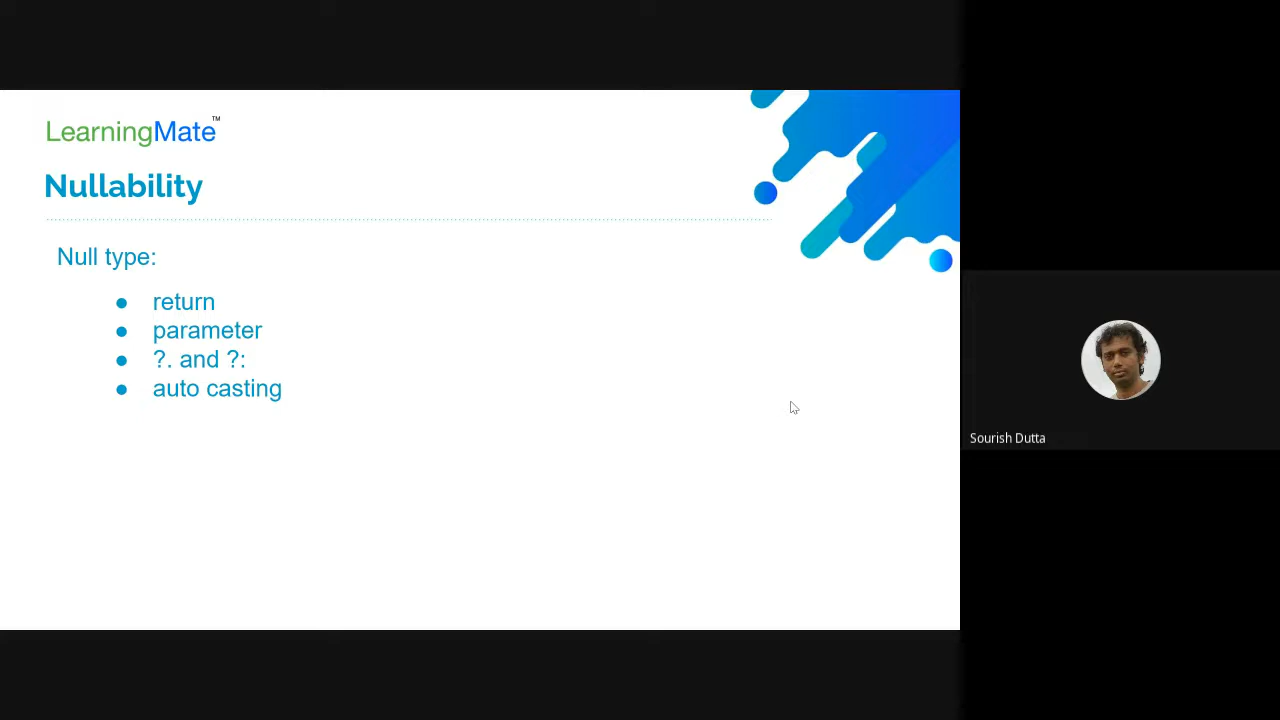 LearningMate™
Nullability
Null type:
● return
● parameter
● ?. and ?:
● auto casting
Sourish Dutta